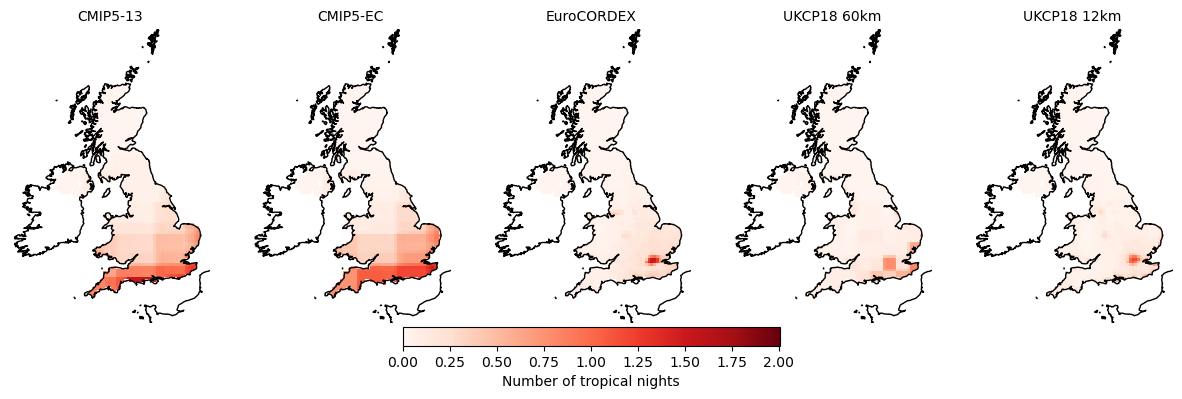 CMIP5-13 CMIP5-EC EuroCORDEX UKCP18 60km UKCP18 12km
0.00 0.25 0.50 0.75 1.00 1.25 1.50 1.75 2.00
Number of tropical nights